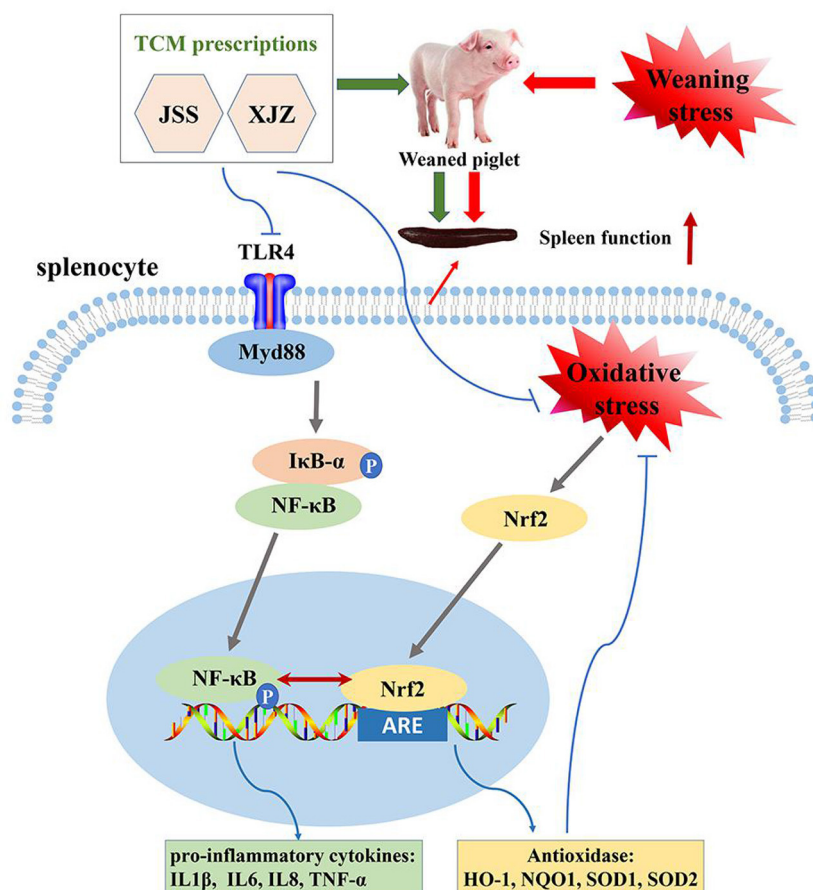 TCM prescriptions
JSS
XJZ
Weaned piglet
Weaning
stress
Spleen function
TLR4
splenocyte
Myd88
Oxidative
stress
IκB-α
P
NF-κB
Nrf2
NF-κB
P
Nrf2
ARE
pro-inflammatory cytokines:
IL1β, IL6, IL8, TNF-α
Antioxidase:
HO-1, NQO1, SOD1, SOD2